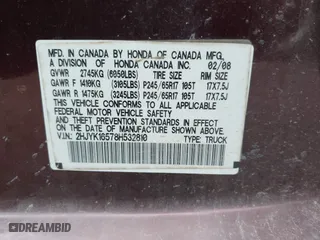 MFD. IN CANADA BY HONDA OF CANADA MFG.,
A DIVISION OF HONDA CANADA INC. 02/08
GVWR 2745KG (6050LBS) TIRE SIZE RIM SIZE
GAWR F 1410KG (3105LBS) P245/65R17 105T 17X7.5J
GAWR R 1475KG (3245LBS) P245/65R17 105T 17X7.5J
THIS VEHICLE CONFORMS TO ALL APPLICABLE
FEDERAL MOTOR VEHICLE SAFETY
AND THEFT PREVENTION STANDARDS IN EFFECT ON
THE DATE OF MANUFACTURE SHOWN ABOVE.
V.I.N: 2HJYK16578H532810
TYPE: TRUCK
DREAMBID